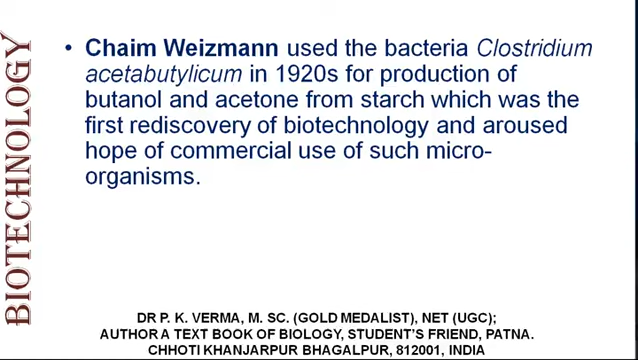 BIOTECHNOLOGY
• Chaim Weizmann used the bacteria Clostridium
acetabutylicum in 1920s for production of
butanol and acetone from starch which was the
first rediscovery of biotechnology and aroused
hope of commercial use of such micro-
organisms.
DR P. K. VERMA, M. SC. (GOLD MEDALIST), NET (UGC);
AUTHOR A TEXT BOOK OF BIOLOGY, STUDENT'S FRIEND, PATNA.
CHHOTI KHANJARPUR BHAGALPUR, 812001, INDIA